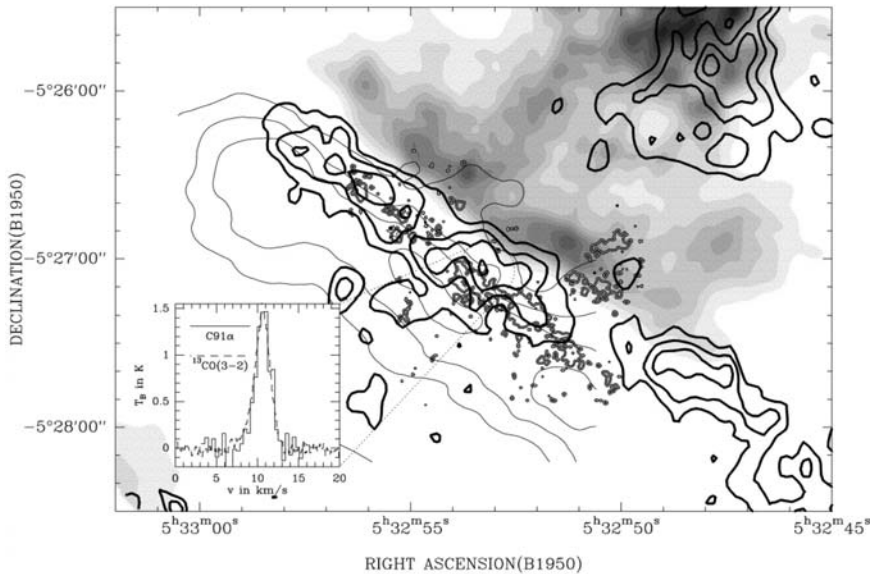 DECLINATION(B1950)
−5°26′00″
−5°27′00″
−5°28′00″
1.5
1
0.5
0
T_B in K
C91α
¹³CO(3−2)
0 5 10 15 20
v in km/s
5ʰ33ᵐ00ˢ 5ʰ32ᵐ55ˢ 5ʰ32ᵐ50ˢ 5ʰ32ᵐ45ˢ
RIGHT ASCENSION(B1950)